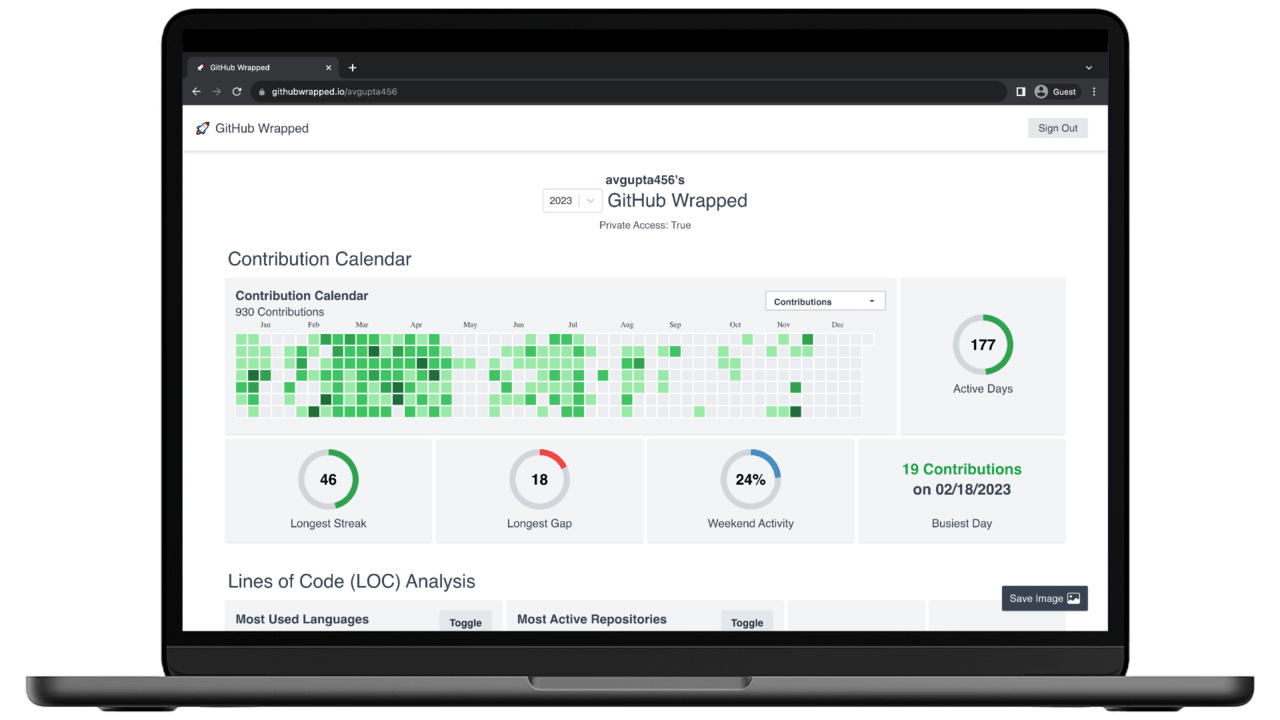 GitHub Wrapped
githubwrapped.io/avgupta456
Guest
GitHub Wrapped
Sign Out
avgupta456's
2023 GitHub Wrapped
Private Access: True
Contribution Calendar
Contribution Calendar
Contributions
930 Contributions
Jan Feb Mar Apr May Jun Jul Aug Sep Oct Nov Dec
177
Active Days
46
Longest Streak
18
Longest Gap
24%
Weekend Activity
19 Contributions
on 02/18/2023
Busiest Day
Lines of Code (LOC) Analysis
Save Image
Most Used Languages
Toggle
Most Active Repositories
Toggle